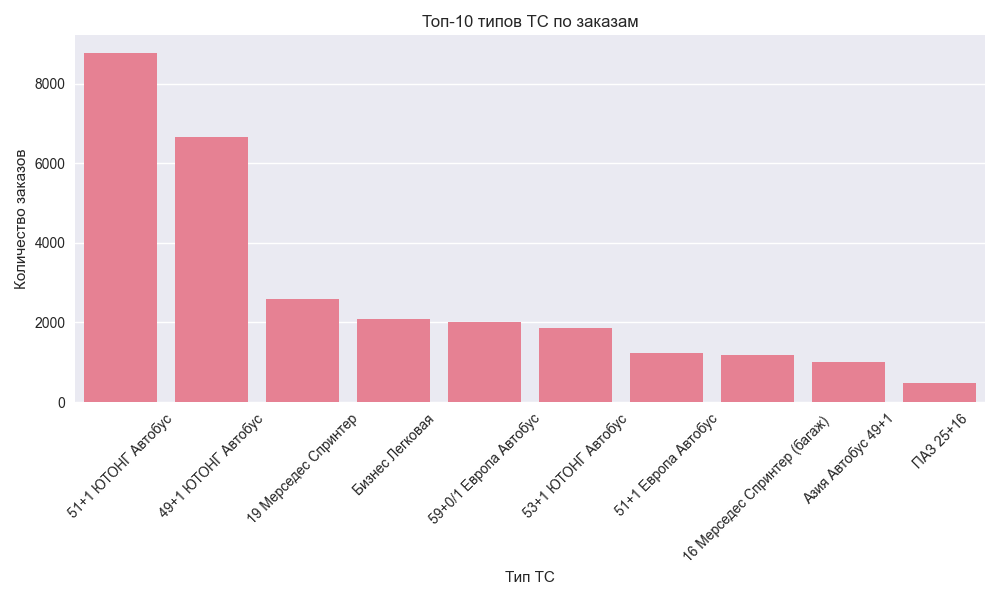 Топ-10 типов ТС по заказам
Количество заказов
8000
6000
4000
2000
0
51+1 ЮТОНГ Автобус
49+1 ЮТОНГ Автобус
19 Мерседес Спринтер
Бизнес Легковая
59+0/1 Европа Автобус
53+1 ЮТОНГ Автобус
51+1 Европа Автобус
16 Мерседес Спринтер (багаж)
Азия Автобус 49+1
ПАЗ 25+16
Тип ТС